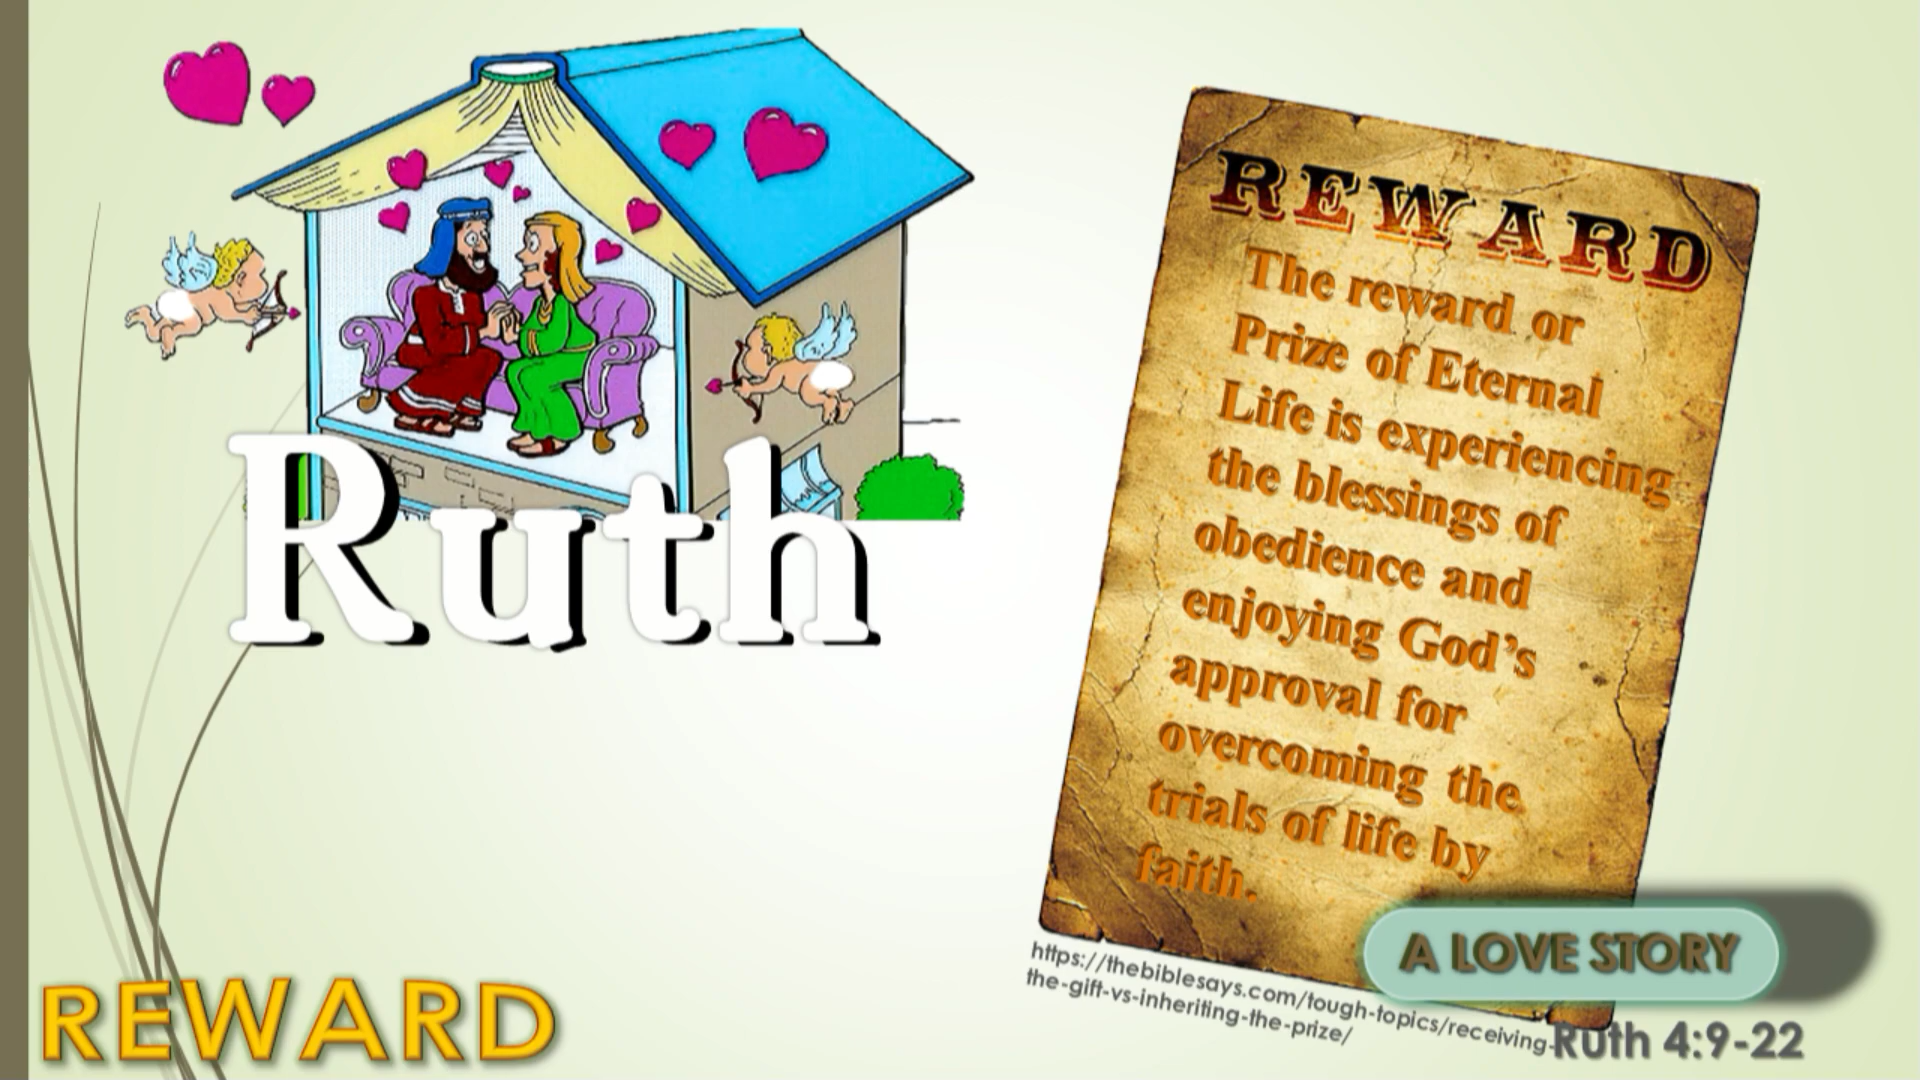 Ruth
REWARD
REWARD
The reward or
Prize of Eternal
Life is experiencing
the blessings of
obedience and
enjoying God's
approval for
overcoming the
trials of life by
faith.
A LOVE STORY
https://thebiblesays.com/tough-topics/receiving-
the-gift-vs-inheriting-the-prize/
Ruth 4:9-22